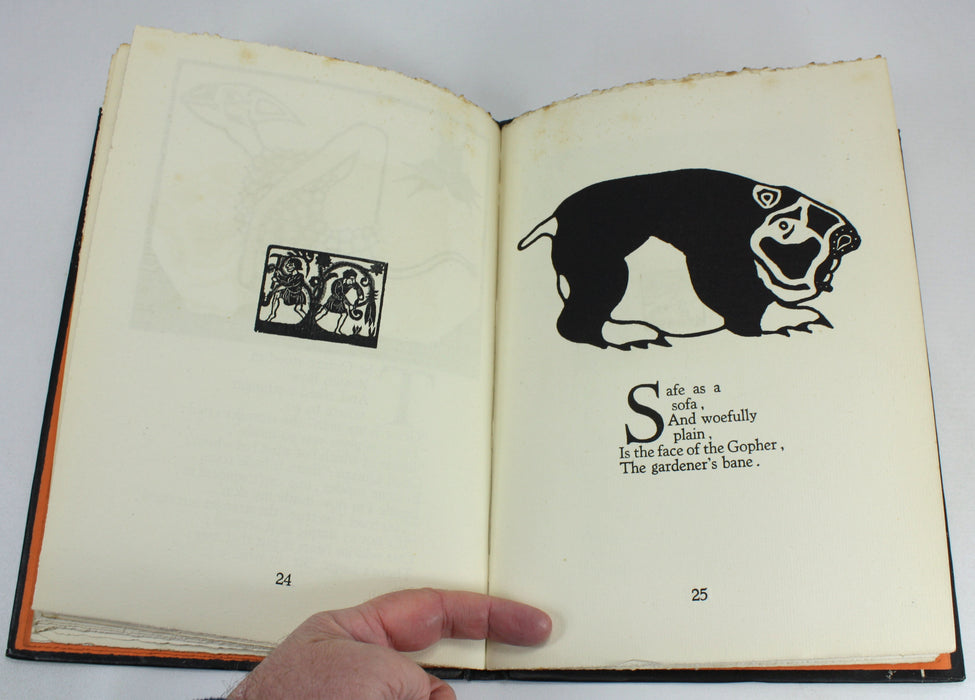 24
Safe as a
sofa,
And woefully
plain,
Is the face of the Gopher,
The gardener's bane.
25